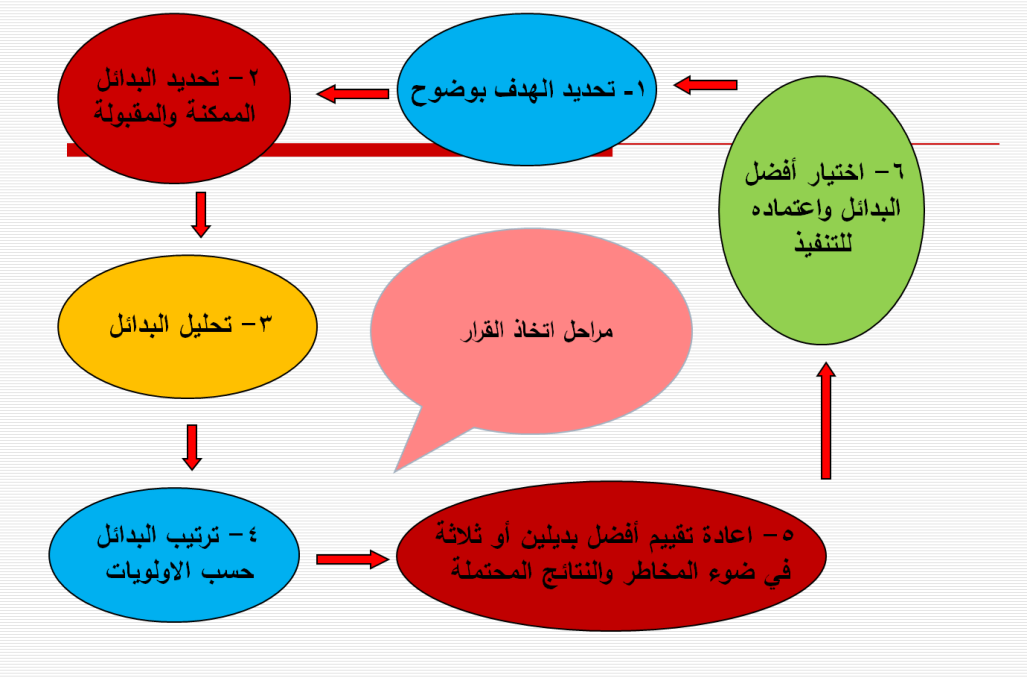 ١- تحديد الهدف بوضوح
٢- تحديد البدائل
الممكنة والمقبولة
٣- تحليل البدائل
٤- ترتيب البدائل
حسب الاولويات
٥- اعادة تقييم أفضل بديلين أو ثلاثة
في ضوء المخاطر والنتائج المحتملة
٦- اختيار أفضل
البدائل واعتماده
للتنفيذ
مراحل اتخاذ القرار